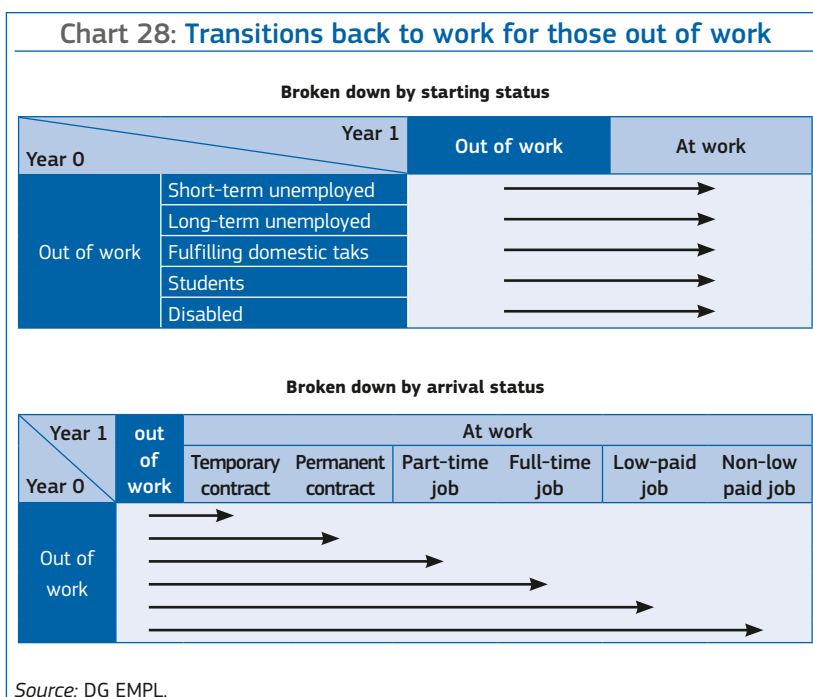 Chart 28: Transitions back to work for those out of work
Broken down by starting status
Year 1
Year 0
Out of work
At work
Out of work
Short-term unemployed
Long-term unemployed
Fulfilling domestic taks
Students
Disabled
Broken down by arrival status
Year 1
Year 0
out
of
work
At work
Temporary
contract
Permanent
contract
Part-time
job
Full-time
job
Low-paid
job
Non-low
paid job
Out of
work
Source: DG EMPL.